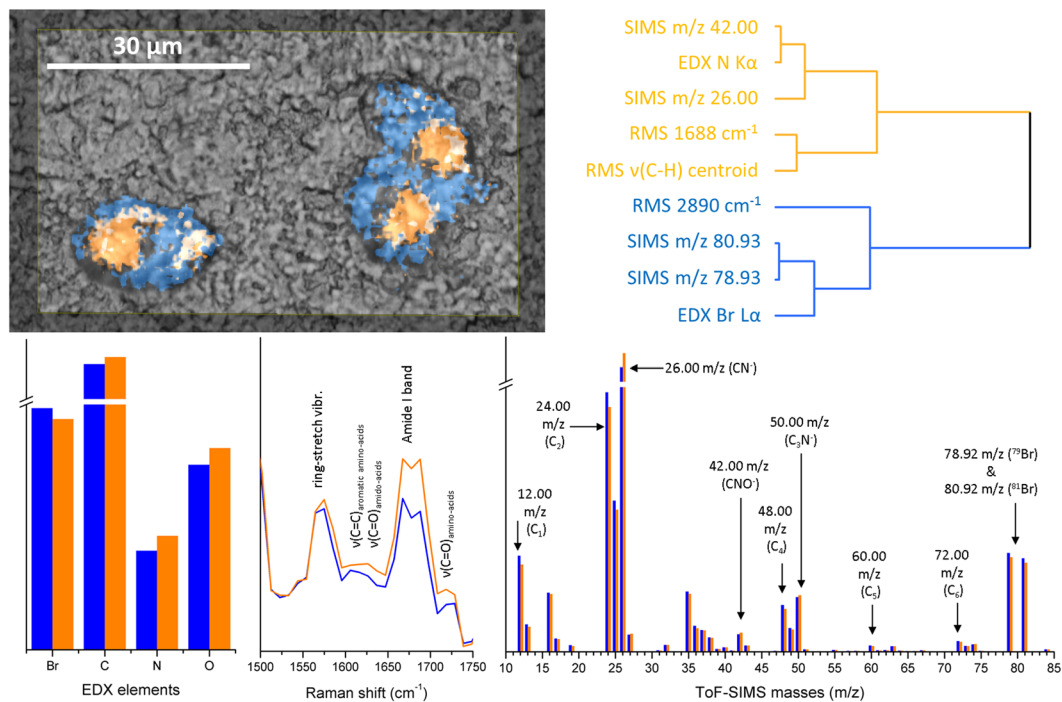 30 µm
SIMS m/z 42.00
EDX N Kα
SIMS m/z 26.00
RMS 1688 cm⁻¹
RMS ν(C-H) centroid
RMS 2890 cm⁻¹
SIMS m/z 80.93
SIMS m/z 78.93
EDX Br Lα
Br C N O
EDX elements
ring-stretch vibr.
ν(C=C)aromatic amino-acids
ν(C=O)amido-acids
Amide I band
ν(C=O)amino-acids
1500 1550 1600 1650 1700 1750
Raman shift (cm⁻¹)
12.00
m/z
(C₁)
24.00
m/z
(C₂)
26.00 m/z (CN⁻)
42.00 m/z
(CNO⁻)
48.00
m/z
(C₄)
50.00 m/z
(C₃N⁻)
60.00
m/z
(C₅)
72.00
m/z
(C₆)
78.92 m/z (⁷⁹Br)
&
80.92 m/z (⁸¹Br)
10 15 20 25 30 35 40 45 50 55 60 65 70 75 80 85
ToF-SIMS masses (m/z)